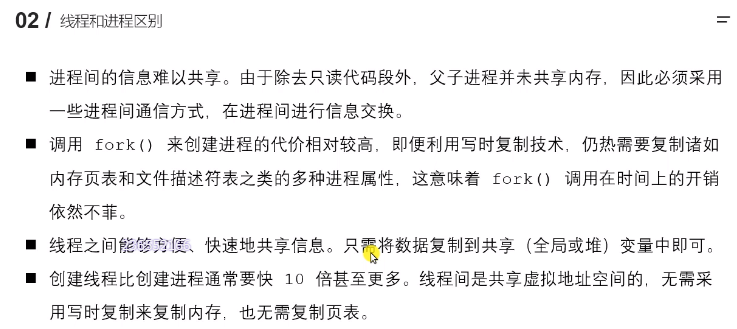 02 / 线程和进程区别
■ 进程间的信息难以共享。由于除去只读代码段外，父子进程并未共享内存，因此必须采用
一些进程间通信方式，在进程间进行信息交换。
■ 调用 fork() 来创建进程的代价相对较高，即便利用写时复制技术，仍热需要复制诸如
内存页表和文件描述符表之类的多种进程属性，这意味着 fork() 调用在时间上的开销
依然不菲。
■ 线程之间能够方便、快速地共享信息。只需将数据复制到共享（全局或堆）变量中即可。
■ 创建线程比创建进程通常要快 10 倍甚至更多。线程间是共享虚拟地址空间的，无需采
用写时复制来复制内存，也无需复制页表。